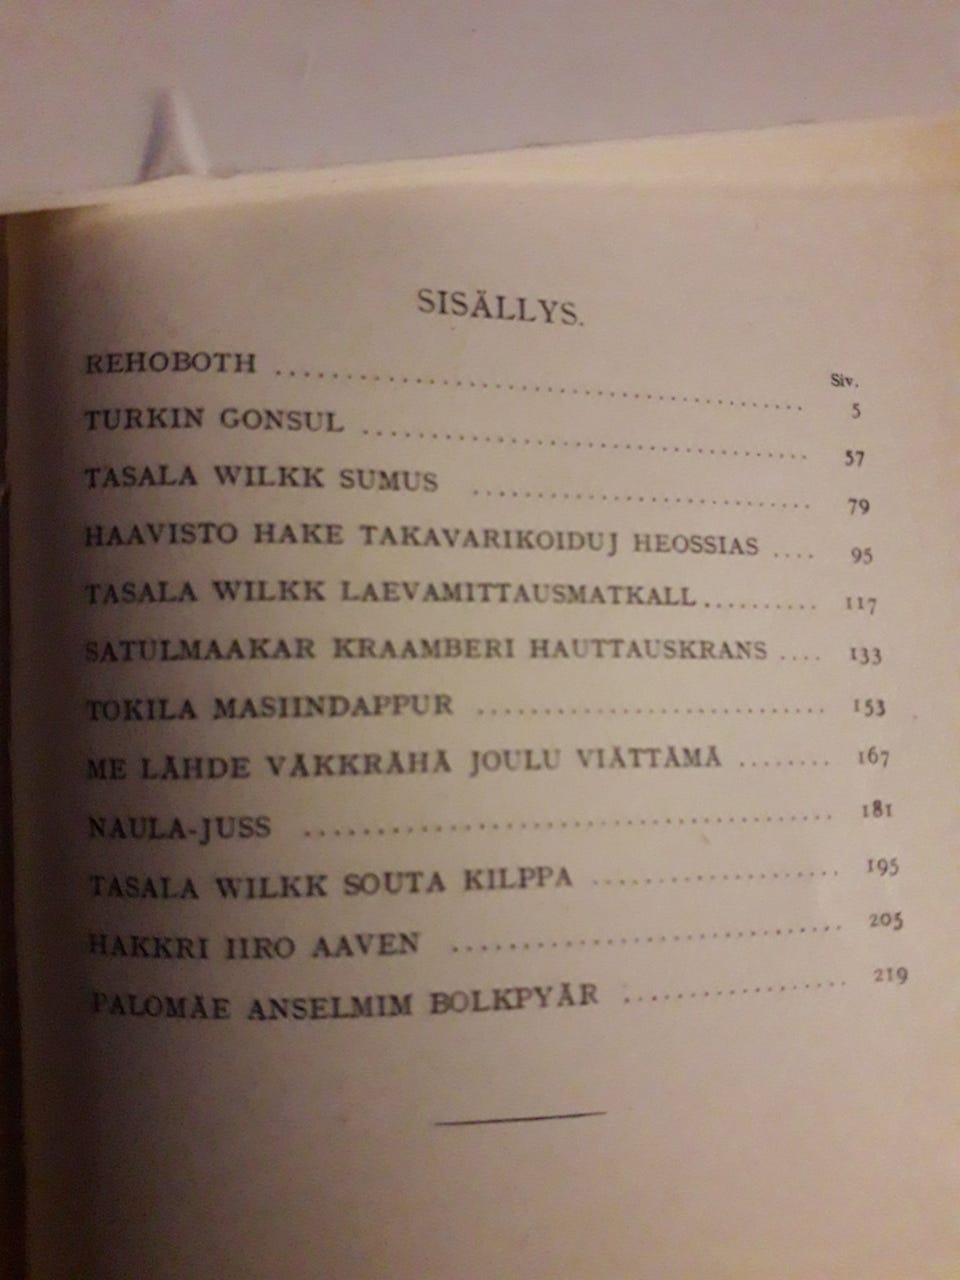 SISÄLLYS.
Siv.
REHOBOTH .......... 5
TURKIN GONSUL .......... 57
TASALA WILKK SUMUS .......... 79
HAAVISTO HAKE TAKAVARIKOIDUJ HEOSSIAS .... 95
TASALA WILKK LAEVAMITTAUSMATKALL .......... 117
SATULMAAKAR KRAAMBERI HAUTTAUSKRANS .... 133
TOKILA MASIINDAPPUR .......... 153
ME LÄHDE VÄKKRÄHÄ JOULU VIÄTTÄMÄ ........ 167
NAULA-JUSS .......... 181
TASALA WILKK SOUTA KILPPA .......... 195
HAKKRI IIRO AAVEN .......... 205
PALOMÄE ANSELMIM BOLKPYÄR .......... 219